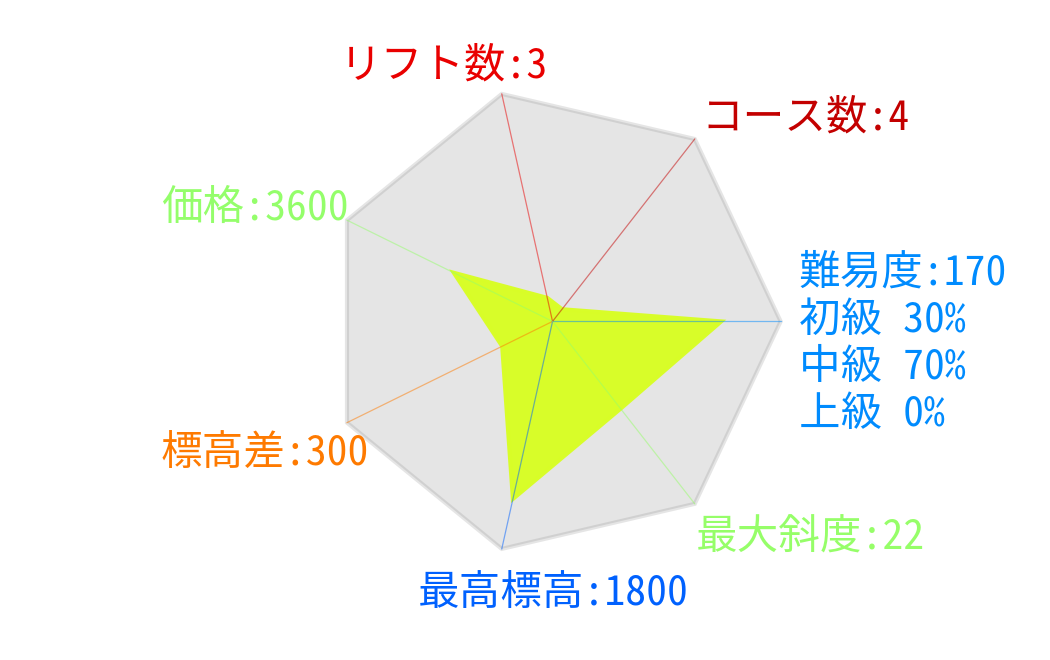 リフト数:3
コース数:4
価格:3600
難易度:170
初級 30%
中級 70%
上級 0%
標高差:300
最大斜度:22
最高標高:1800